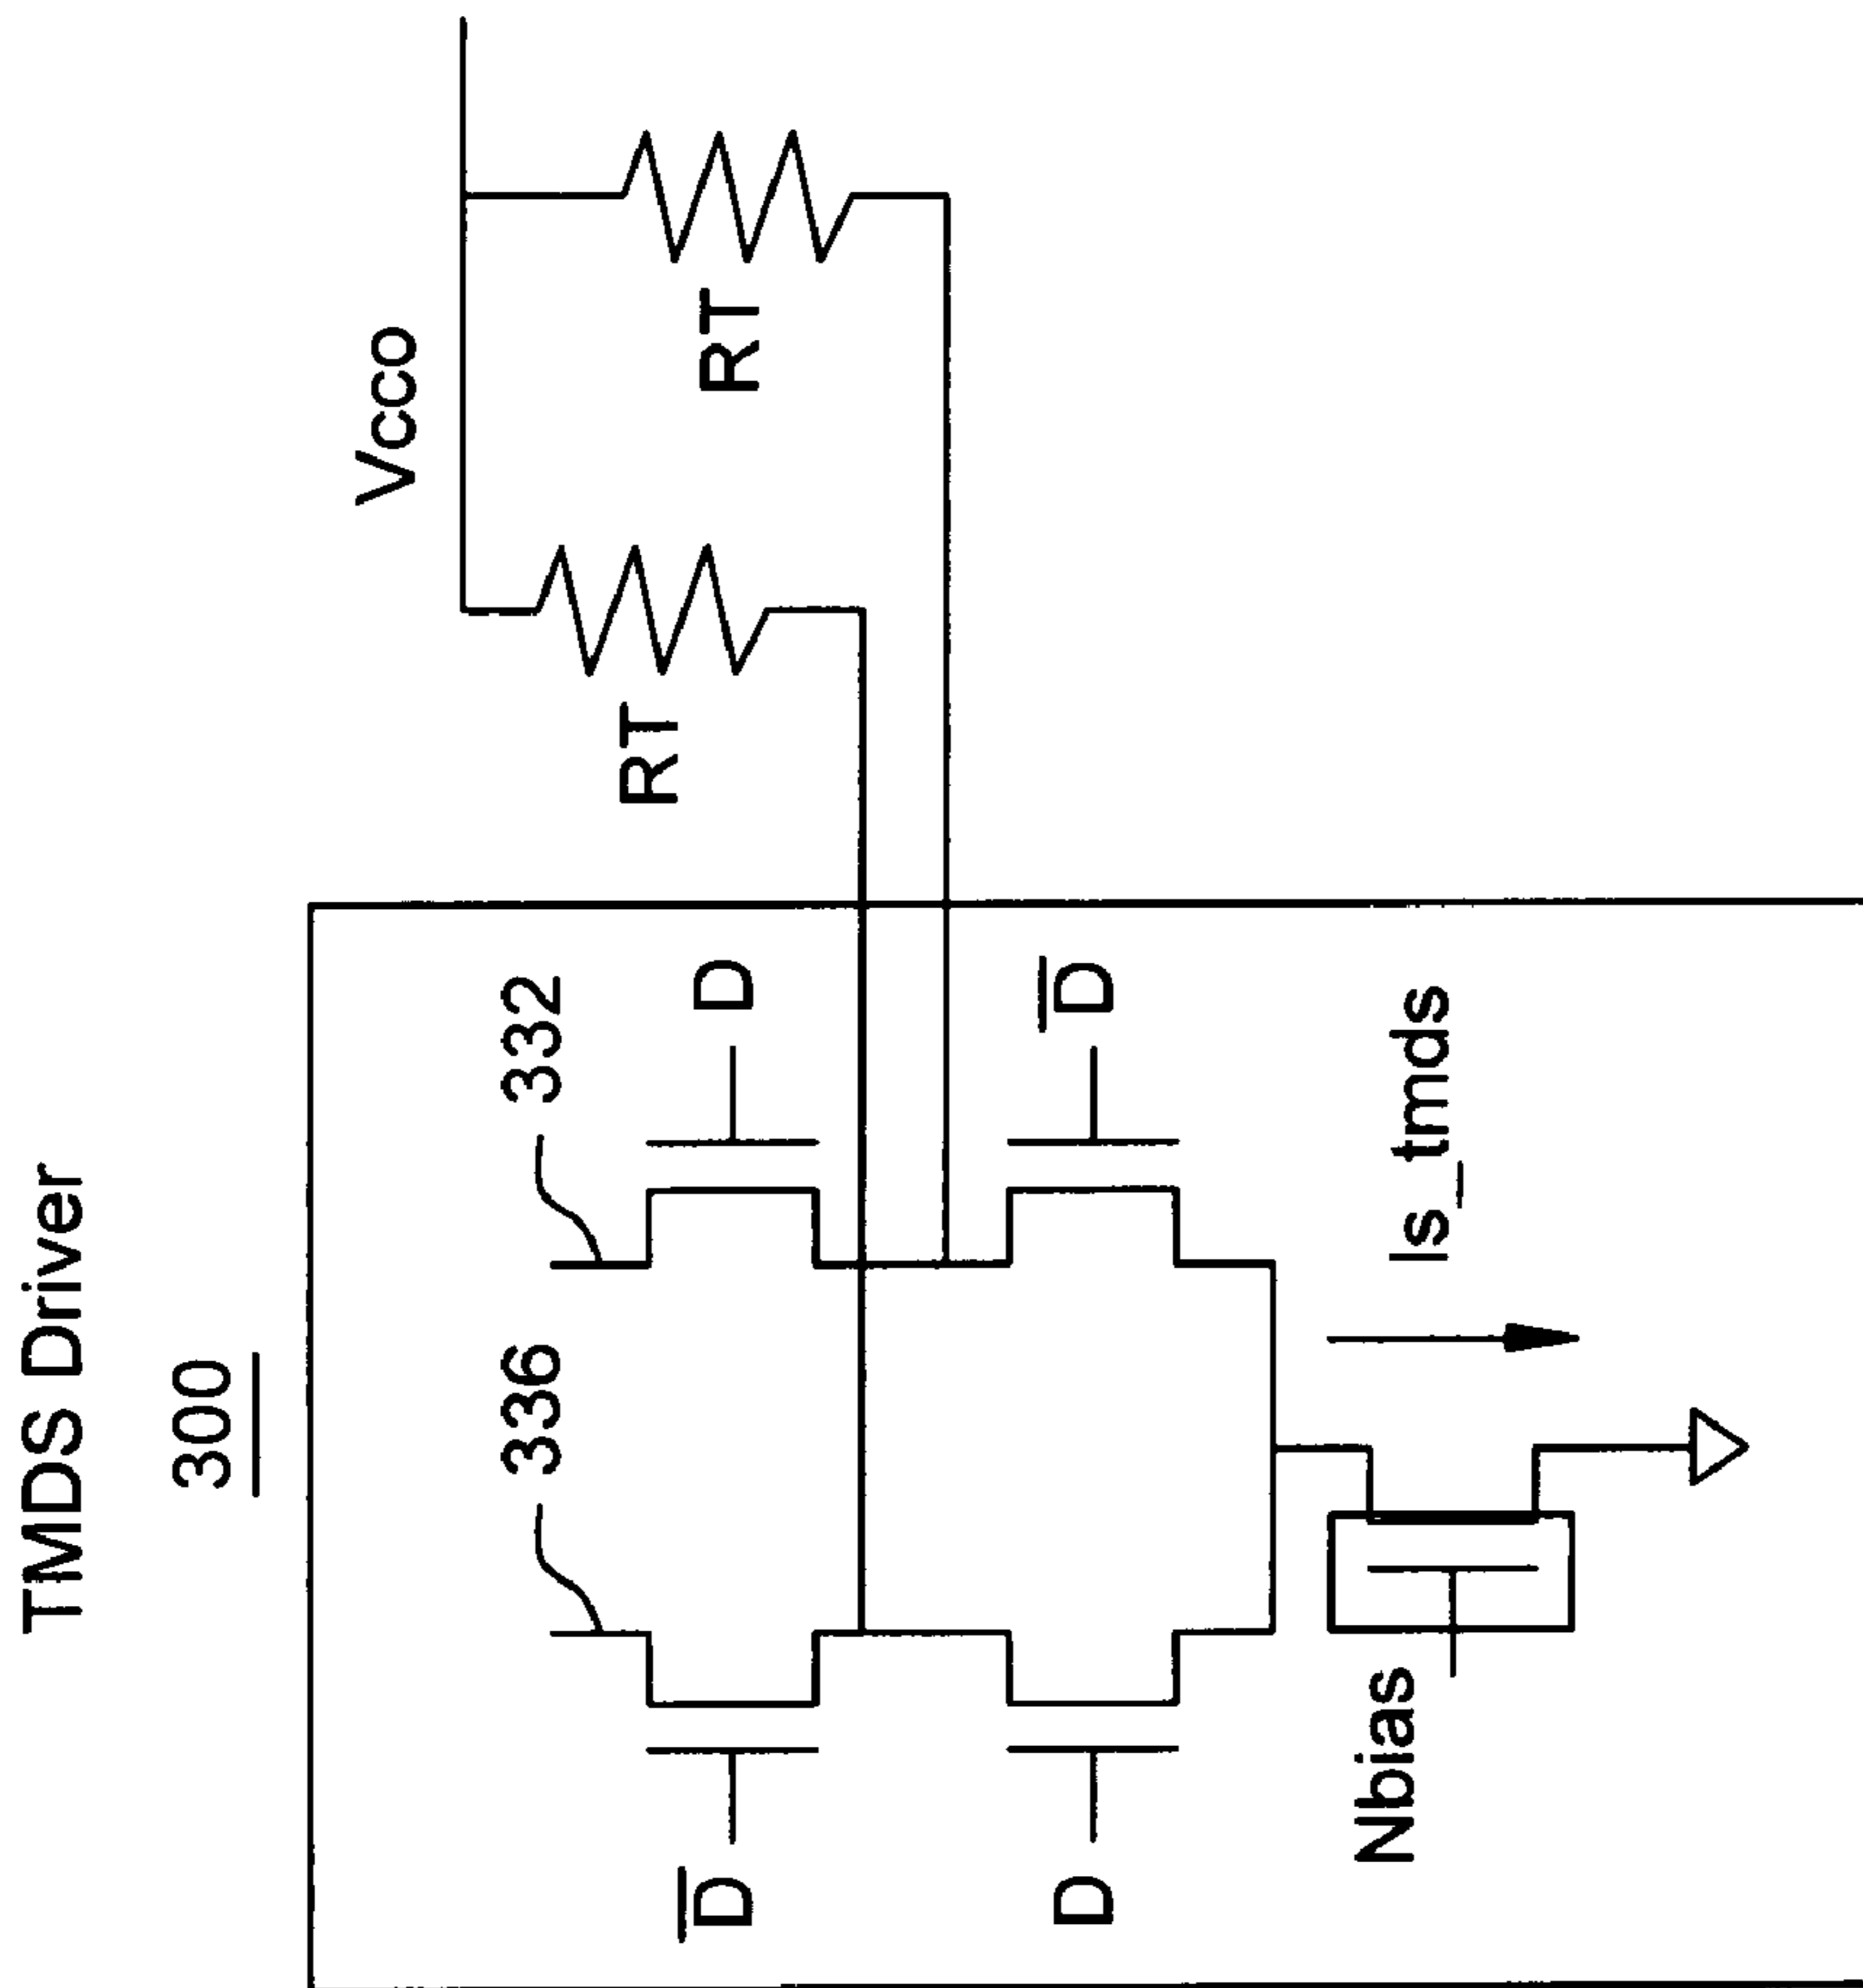 TMDS Driver
300
Vcco
RT
RT
336
332
D̅
D
D
D̅
Nbias
Is_tmds